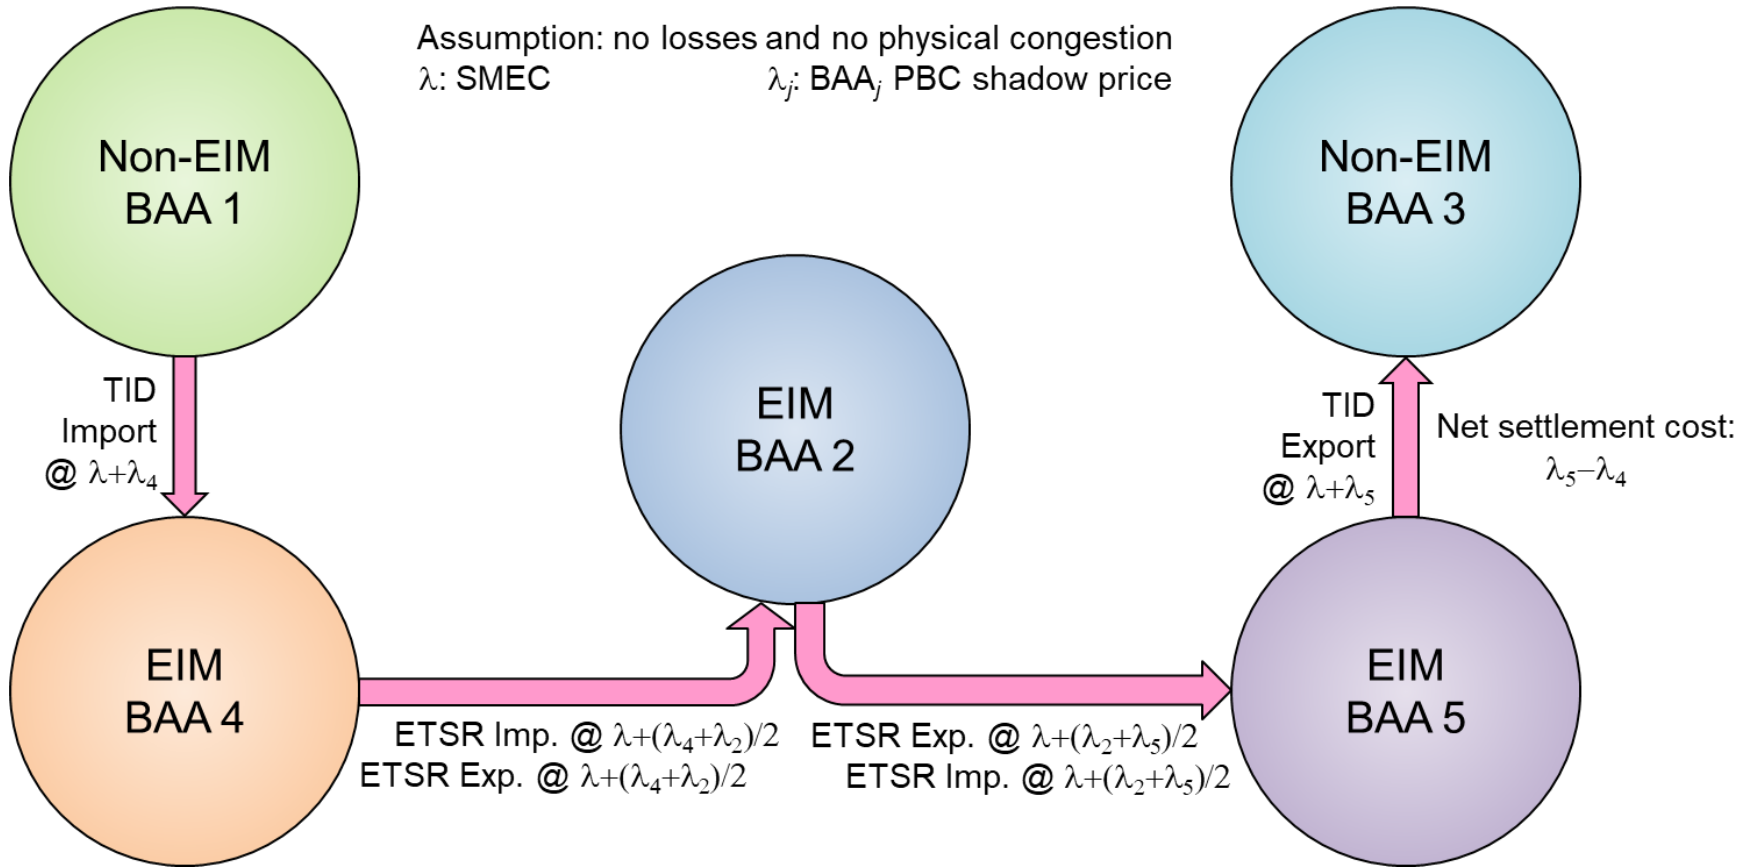 Assumption: no losses and no physical congestion
λ: SMEC λj: BAAj PBC shadow price
Non-EIM
BAA 1
Non-EIM
BAA 3
EIM
BAA 2
TID
Import
@ λ+λ4
TID
Export
@ λ+λ5
Net settlement cost:
λ5−λ4
EIM
BAA 4
EIM
BAA 5
ETSR Imp. @ λ+(λ4+λ2)/2
ETSR Exp. @ λ+(λ4+λ2)/2
ETSR Exp. @ λ+(λ2+λ5)/2
ETSR Imp. @ λ+(λ2+λ5)/2